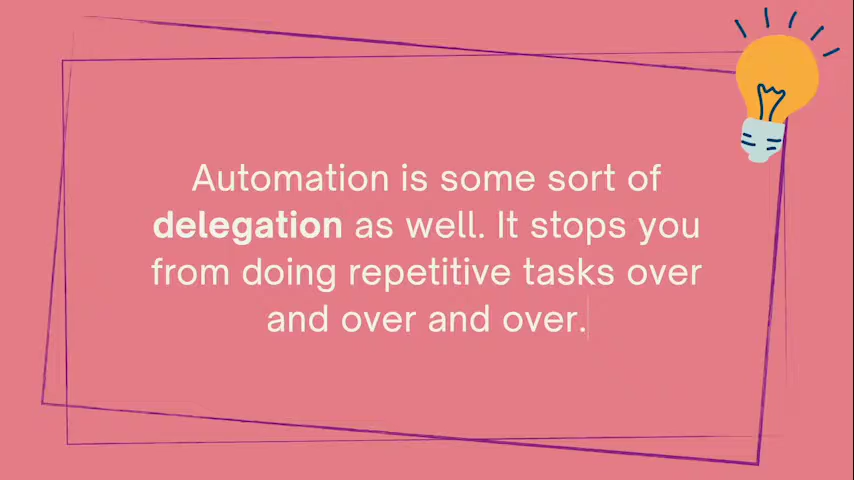 Automation is some sort of
delegation as well. It stops you
from doing repetitive tasks over
and over and over.